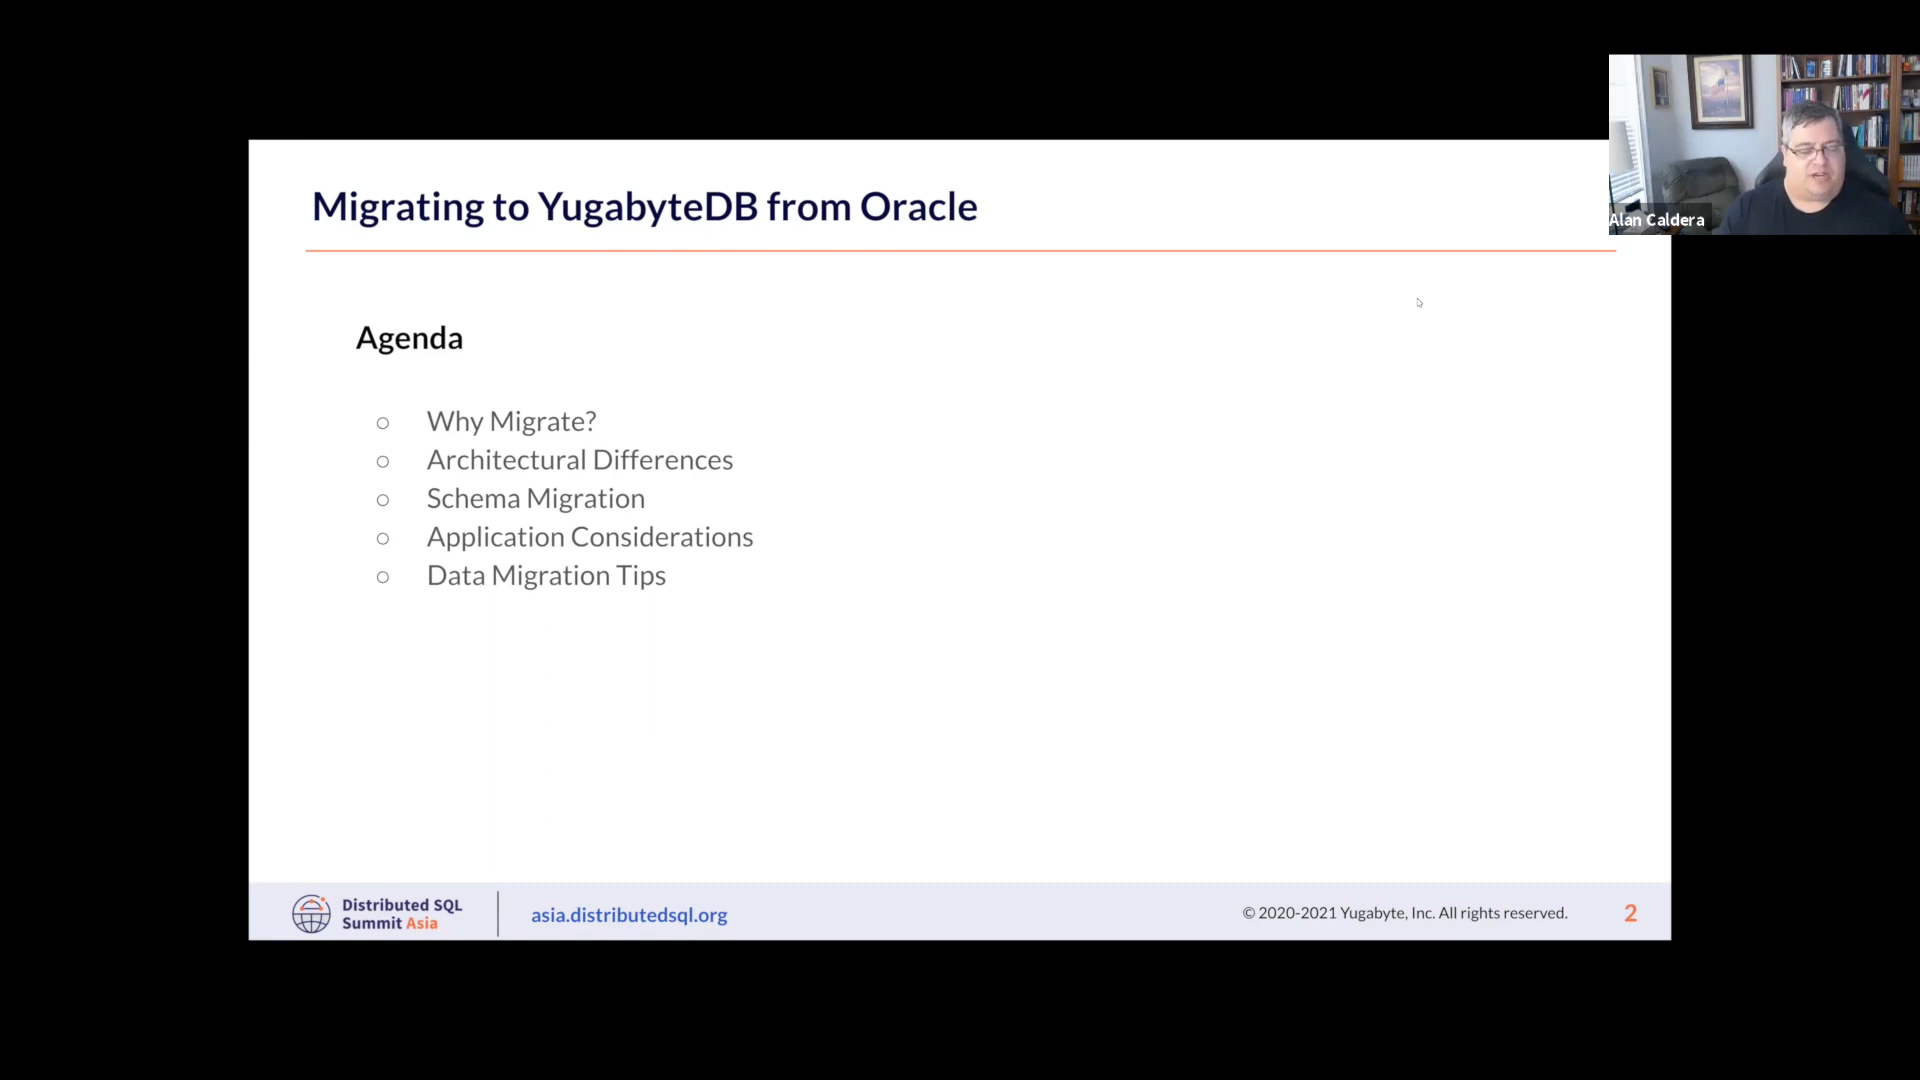 Migrating to YugabyteDB from Oracle
Alan Caldera
Agenda
○ Why Migrate?
○ Architectural Differences
○ Schema Migration
○ Application Considerations
○ Data Migration Tips
Distributed SQL
Summit Asia
asia.distributedsql.org
© 2020-2021 Yugabyte, Inc. All rights reserved.
2